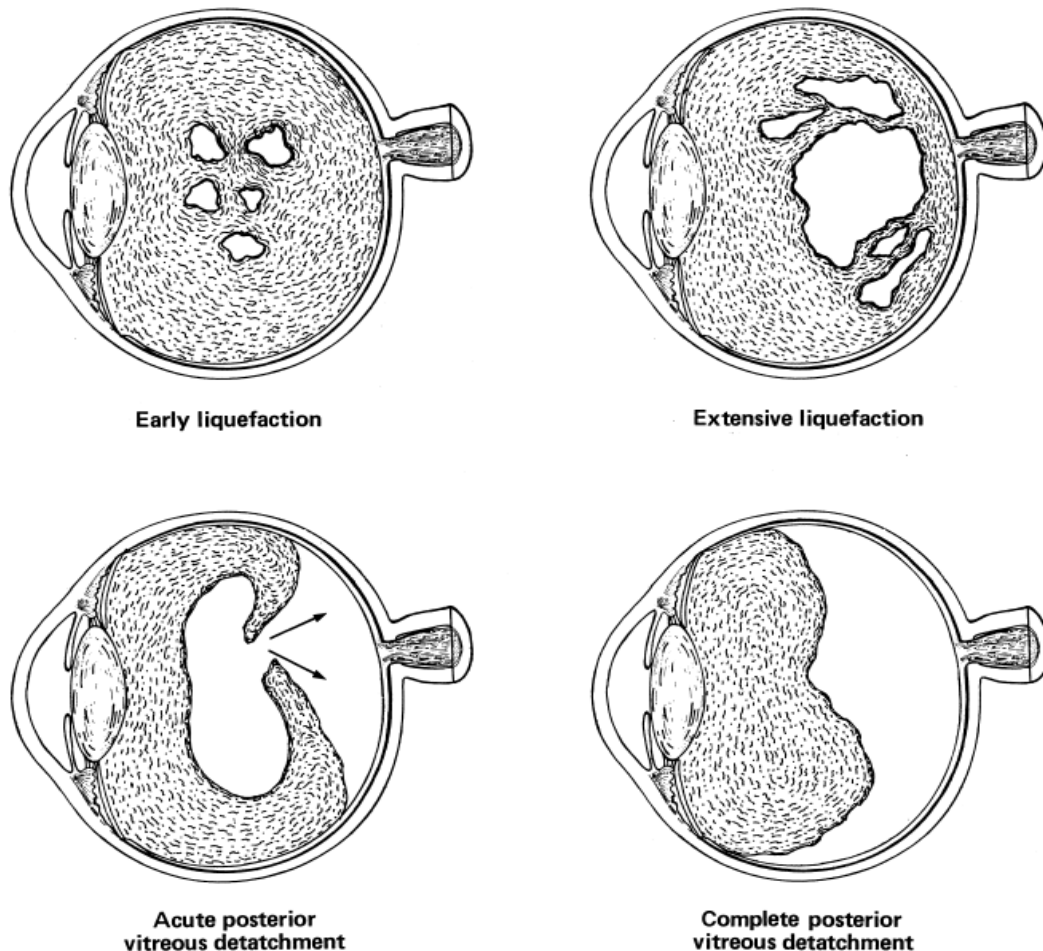 Early liquefaction
Extensive liquefaction
Acute posterior
vitreous detatchment
Complete posterior
vitreous detatchment